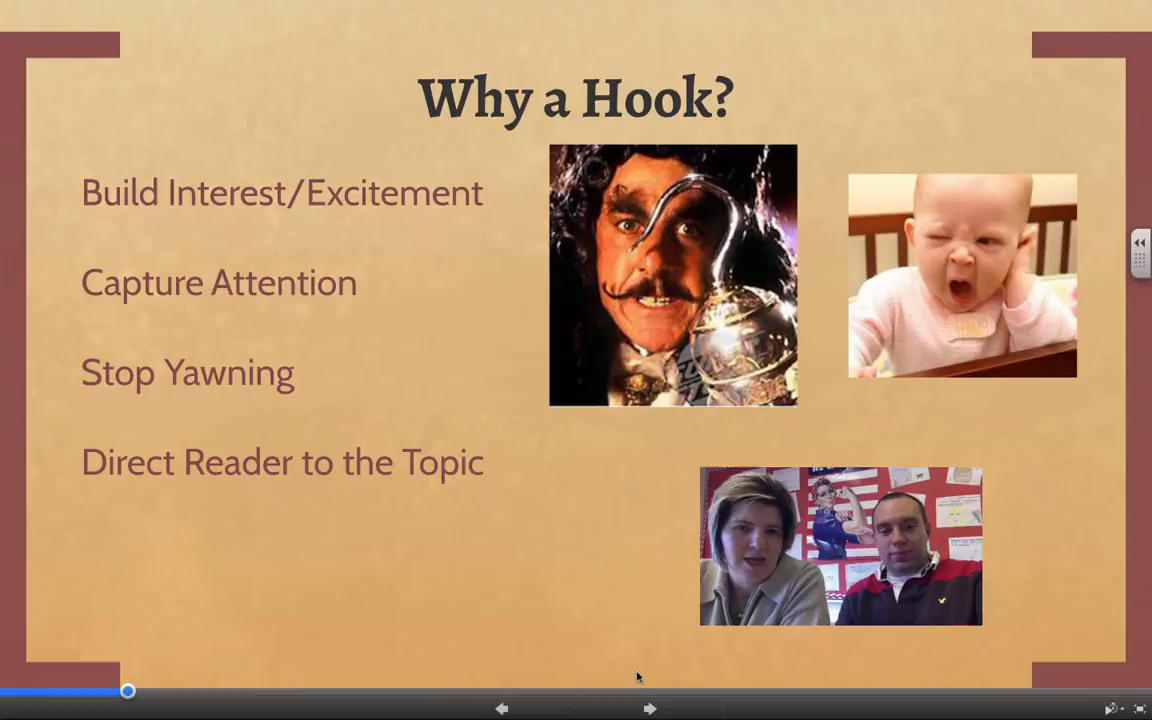 Why a Hook?
Build Interest/Excitement
Capture Attention
Stop Yawning
Direct Reader to the Topic